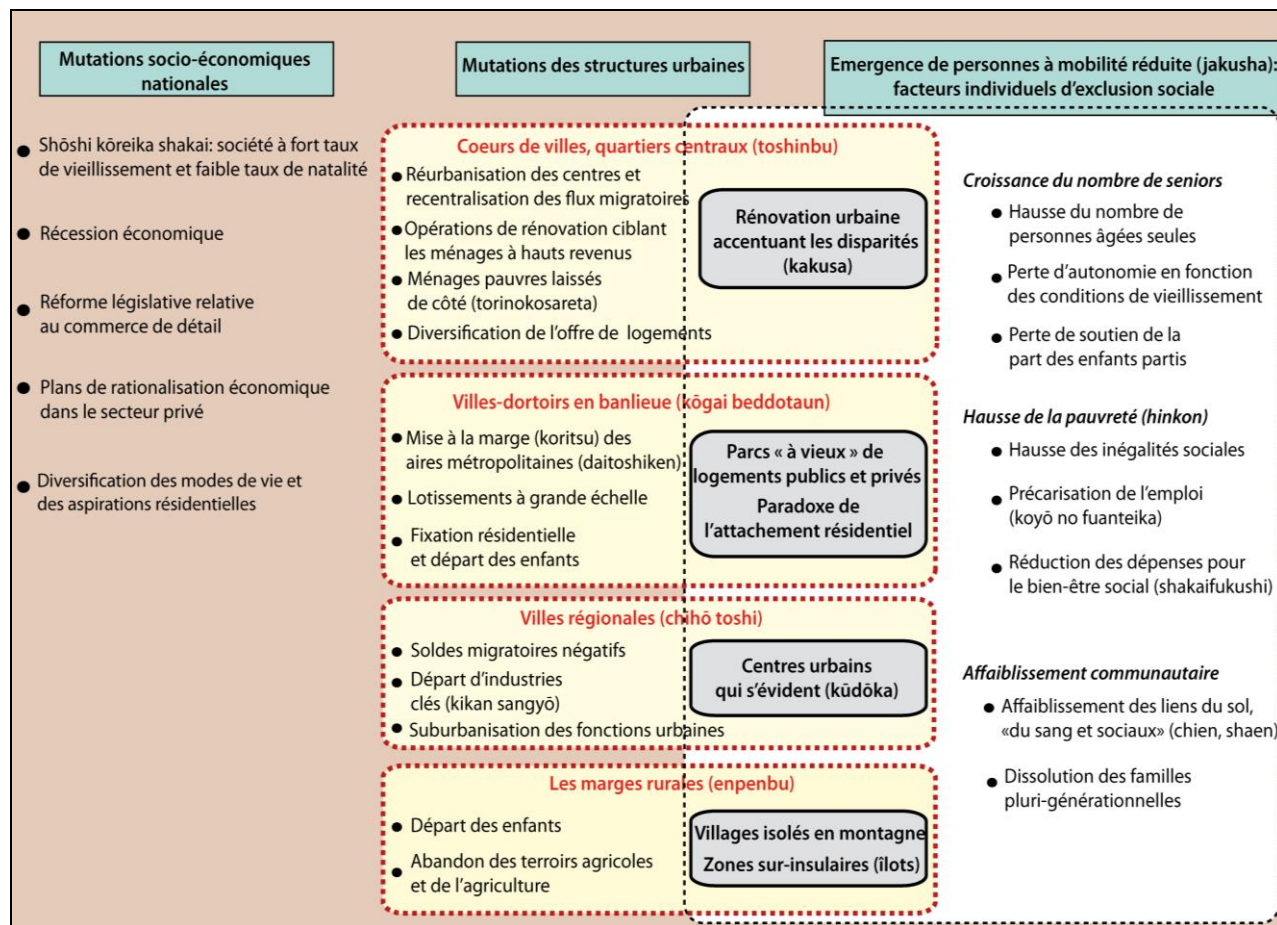 Mutations socio-économiques
nationales
Shōshi kōreika shakai: société à fort taux
de vieillissement et faible taux de natalité
Récession économique
Réforme législative relative
au commerce de détail
Plans de rationalisation économique
dans le secteur privé
Diversification des modes de vie et
des aspirations résidentielles
Mutations des structures urbaines
Coeurs de villes, quartiers centraux (toshinbu)
Réurbanisation des centres et
recentralisation des flux migratoires
Opérations de rénovation ciblant
les ménages à hauts revenus
Ménages pauvres laissés
de côté (torinokosareta)
Diversification de l'offre de logements
Rénovation urbaine
accentuant les disparités
(kakusa)
Villes-dortoirs en banlieue (kōgai beddotaun)
Mise à la marge (koritsu) des
aires métropolitaines (daitoshiken)
Lotissements à grande échelle
Fixation résidentielle
et départ des enfants
Parcs « à vieux » de
logements publics et privés
Paradoxe de
l'attachement résidentiel
Villes régionales (chihō toshi)
Soldes migratoires négatifs
Départ d'industries
clés (kikan sangyō)
Suburbanisation des fonctions urbaines
Centres urbains
qui s'évident (kūdōka)
Les marges rurales (enpenbu)
Départ des enfants
Abandon des terroirs agricoles
et de l'agriculture
Villages isolés en montagne
Zones sur-insulaires (îlots)
Emergence de personnes à mobilité réduite (jakusha):
facteurs individuels d'exclusion sociale
Croissance du nombre de seniors
Hausse du nombre de
personnes âgées seules
Perte d'autonomie en fonction
des conditions de vieillissement
Perte de soutien de la
part des enfants partis
Hausse de la pauvreté (hinkon)
Hausse des inégalités sociales
Précarisation de l'emploi
(koyō no fuanteika)
Réduction des dépenses pour
le bien-être social (shakaifukushi)
Affaiblissement communautaire
Affaiblissement des liens du sol,
«du sang et sociaux» (chien, shaen)
Dissolution des familles
pluri-générationnelles